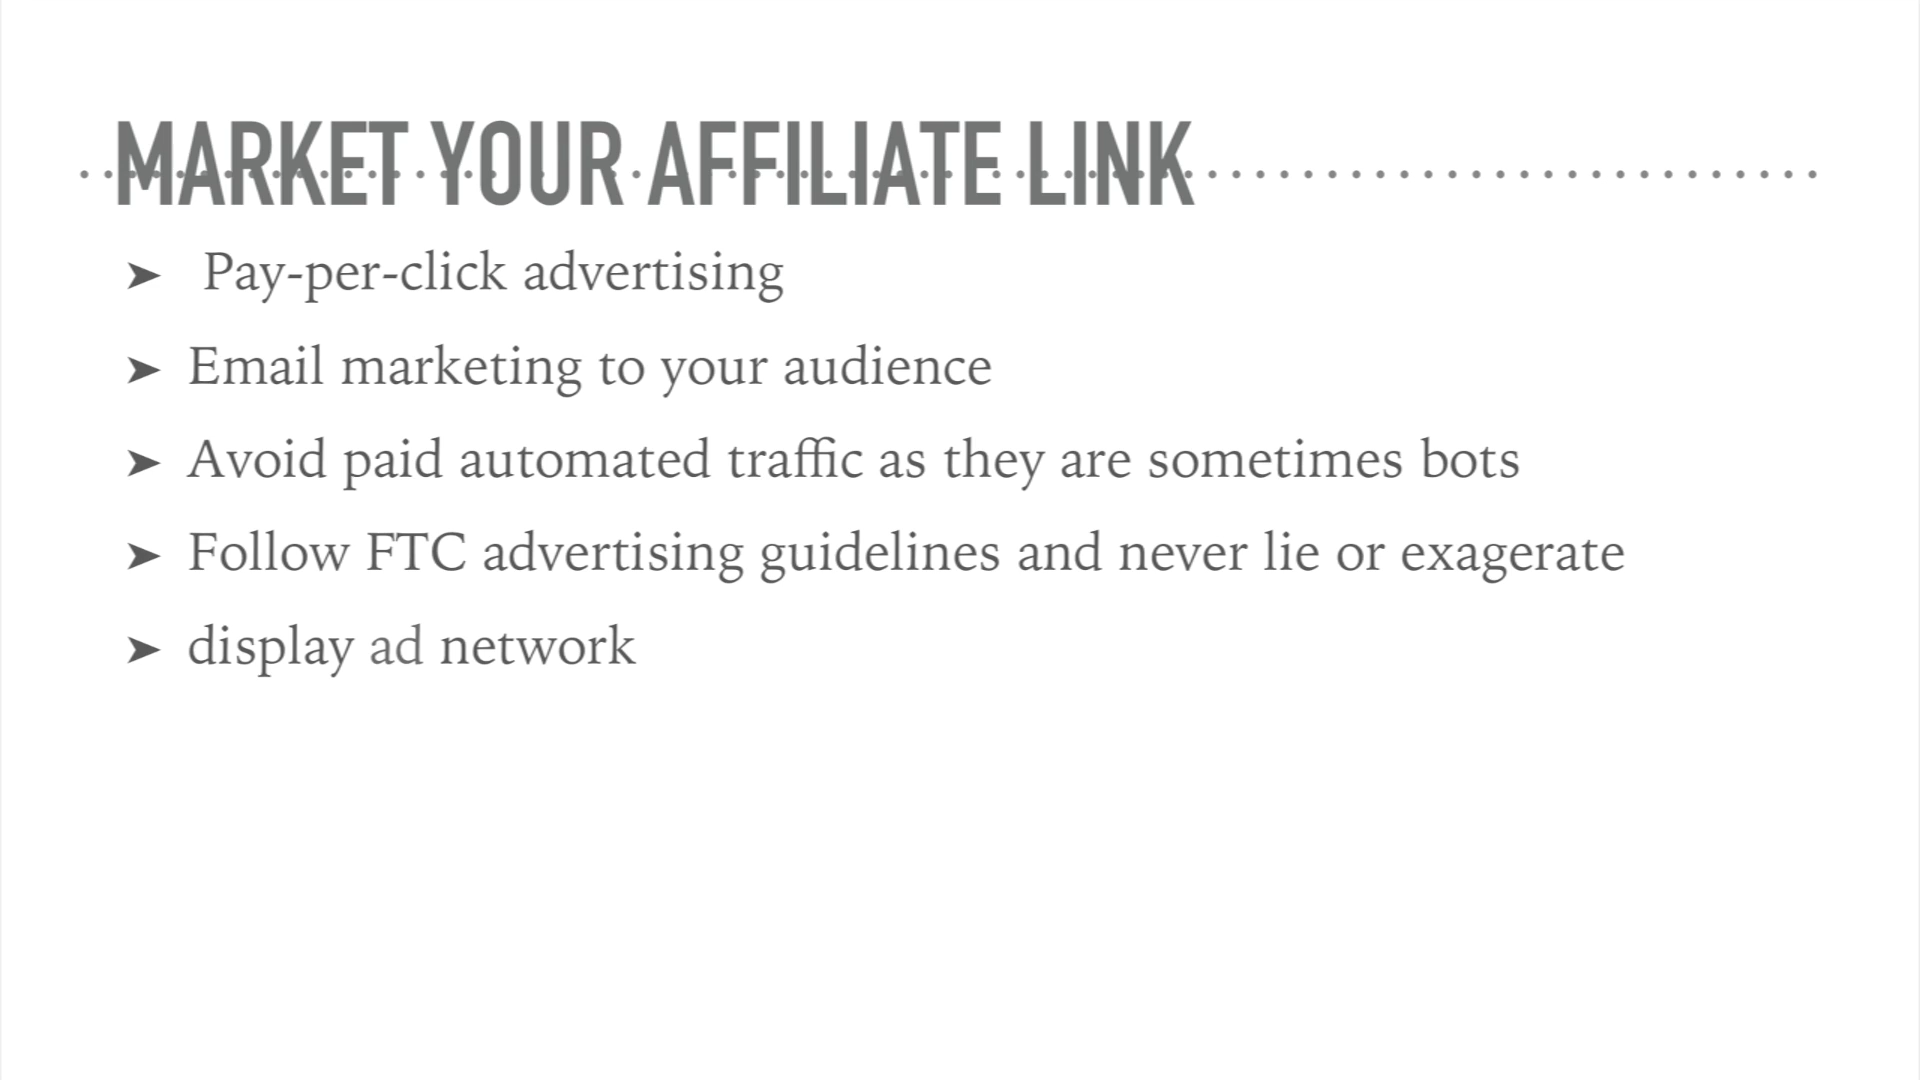 MARKET YOUR AFFILIATE LINK
➤ Pay-per-click advertising
➤ Email marketing to your audience
➤ Avoid paid automated traffic as they are sometimes bots
➤ Follow FTC advertising guidelines and never lie or exagerate
➤ display ad network